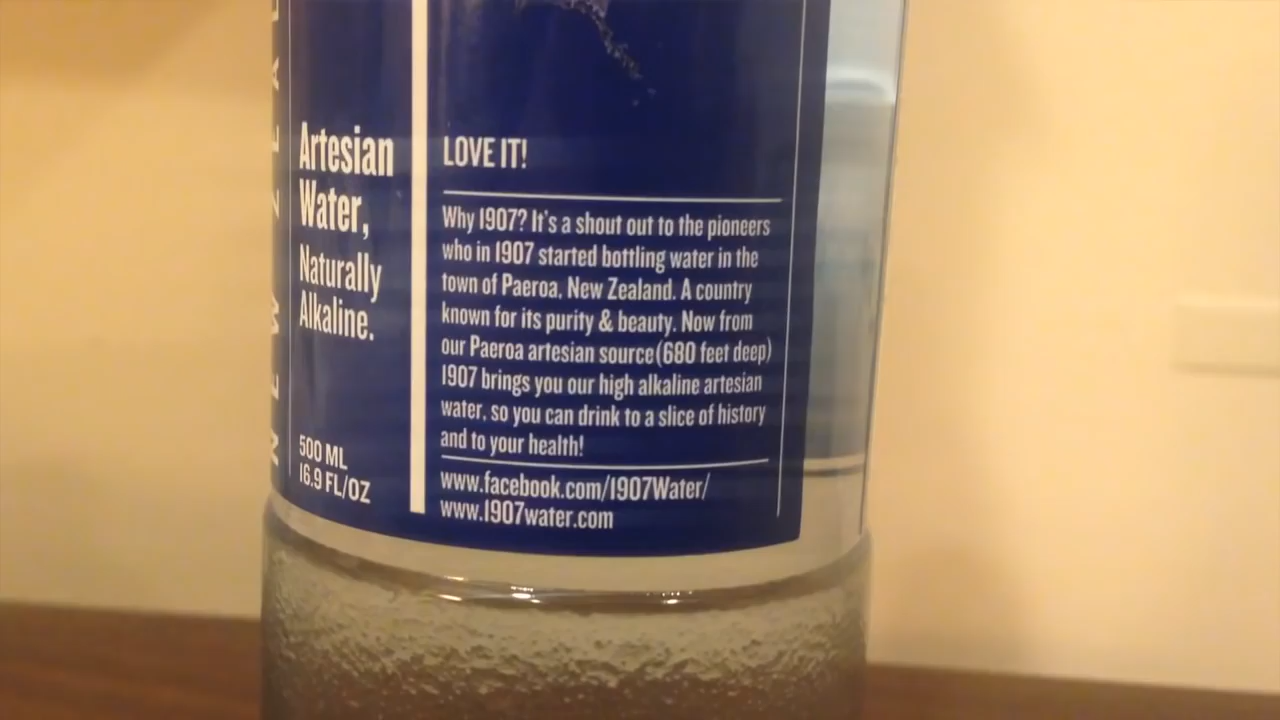 Artesian
Water,
Naturally
Alkaline.
500 ML
16.9 FL/OZ
LOVE IT!
Why 1907? It's a shout out to the pioneers
who in 1907 started bottling water in the
town of Paeroa, New Zealand. A country
known for its purity & beauty. Now from
our Paeroa artesian source(680 feet deep)
1907 brings you our high alkaline artesian
water, so you can drink to a slice of history
and to your health!
www.facebook.com/1907Water/
www.1907water.com